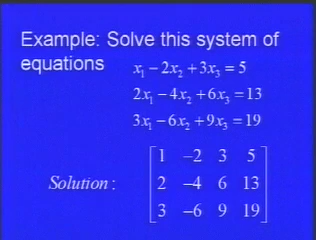 Example: Solve this system of
equations
x₁ − 2x₂ + 3x₃ = 5
2x₁ − 4x₂ + 6x₃ = 13
3x₁ − 6x₂ + 9x₃ = 19
Solution:
1 −2 3 5
2 −4 6 13
3 −6 9 19